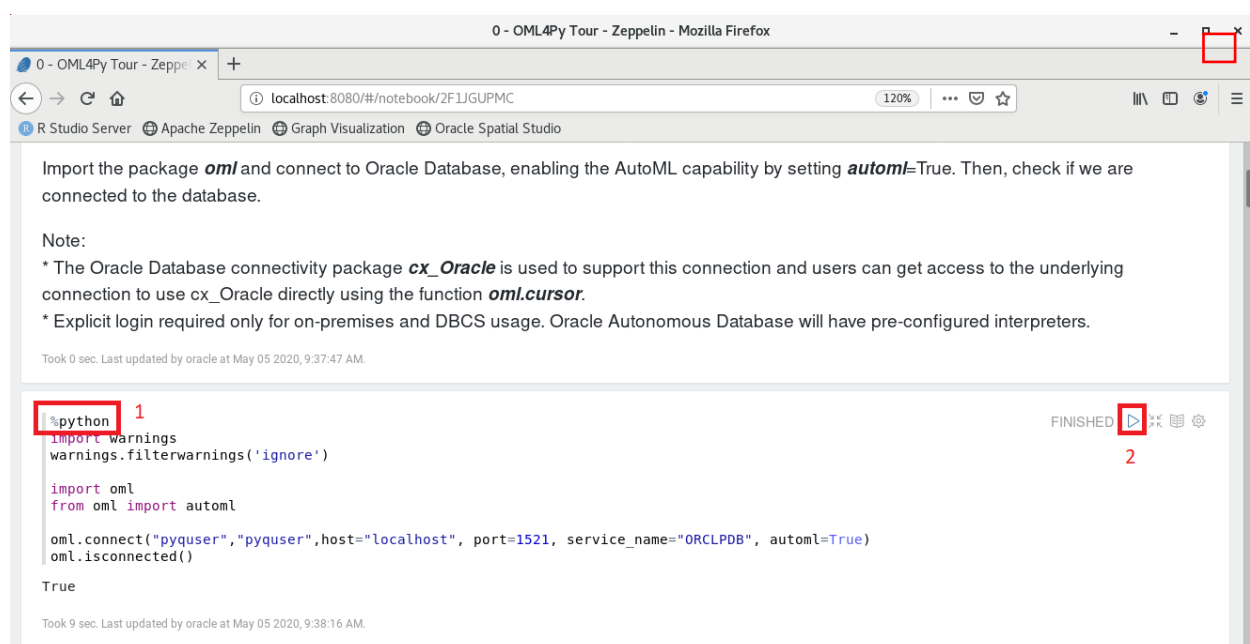 0 - OML4Py Tour - Zeppelin - Mozilla Firefox
0 - OML4Py Tour - Zeppel
localhost:8080/#/notebook/2F1JGUPMC
120%
R Studio Server Apache Zeppelin Graph Visualization Oracle Spatial Studio
Import the package oml and connect to Oracle Database, enabling the AutoML capability by setting automl=True. Then, check if we are
connected to the database.
Note:
* The Oracle Database connectivity package cx_Oracle is used to support this connection and users can get access to the underlying
connection to use cx_Oracle directly using the function oml.cursor.
* Explicit login required only for on-premises and DBCS usage. Oracle Autonomous Database will have pre-configured interpreters.
Took 0 sec. Last updated by oracle at May 05 2020, 9:37:47 AM.
%python 1
FINISHED
2
import warnings
warnings.filterwarnings('ignore')
import oml
from oml import automl
oml.connect("pyquser","pyquser",host="localhost", port=1521, service_name="ORCLPDB", automl=True)
oml.isconnected()
True
Took 9 sec. Last updated by oracle at May 05 2020, 9:38:16 AM.